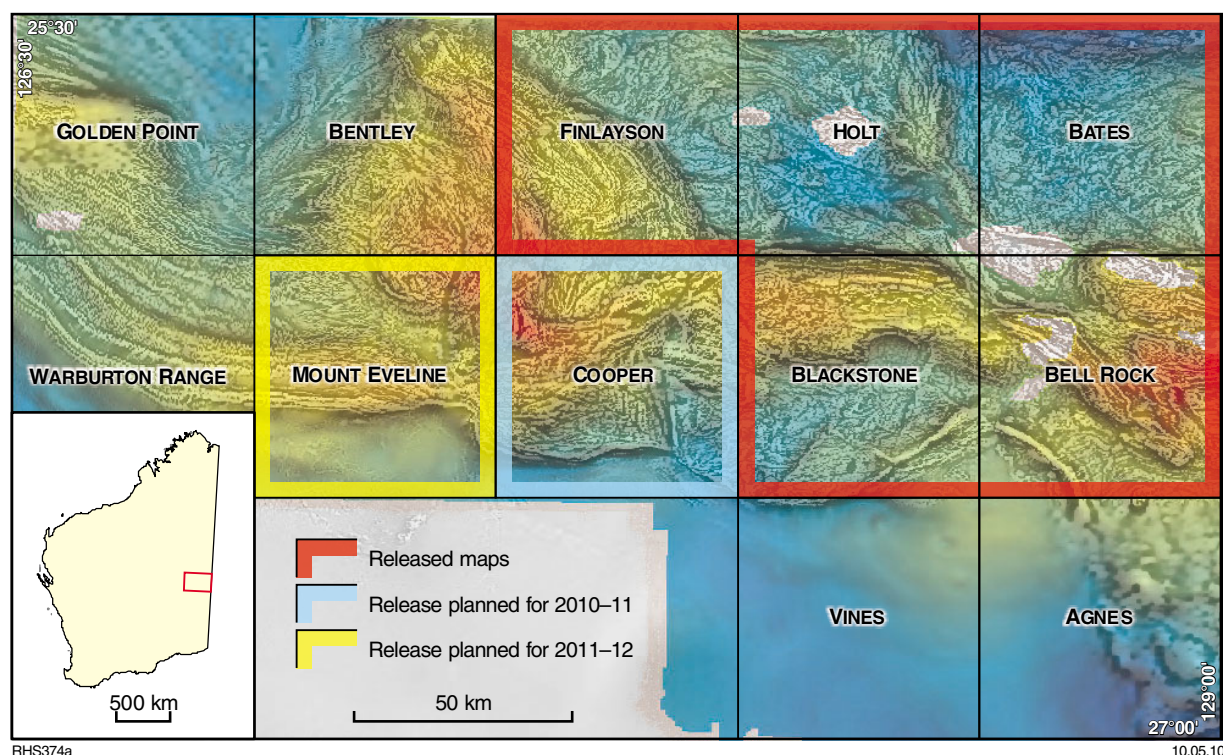 25°30'
126°30'
GOLDEN POINT
BENTLEY
FINLAYSON
HOLT
BATES
WARBURTON RANGE
MOUNT EVELINE
COOPER
BLACKSTONE
BELL ROCK
Released maps
Release planned for 2010–11
Release planned for 2011–12
VINES
AGNES
500 km
50 km
129°00'
27°00'
RHS374a
10.05.10